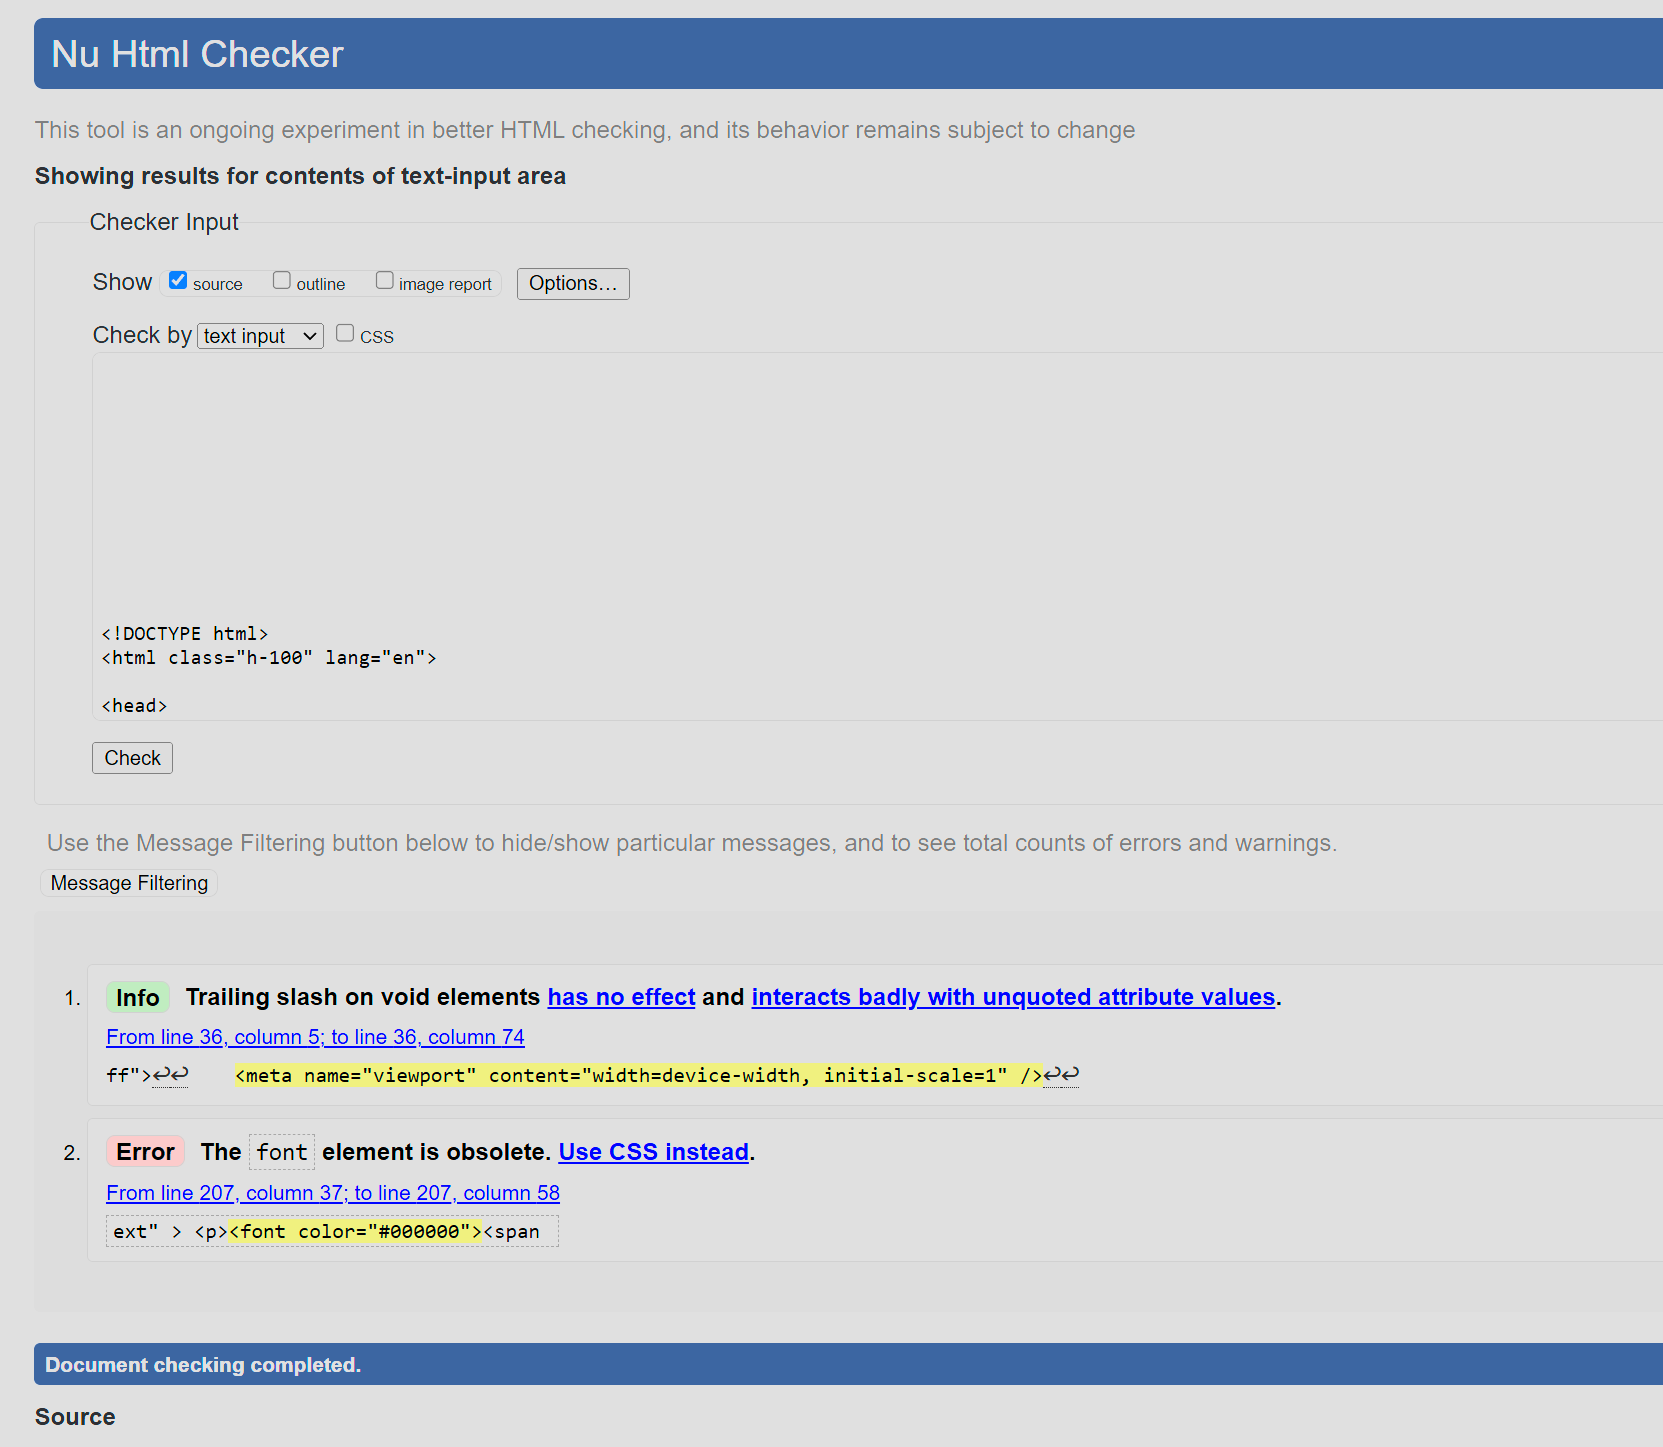 Nu Html Checker
This tool is an ongoing experiment in better HTML checking, and its behavior remains subject to change
Showing results for contents of text-input area
Checker Input
Show source outline image report Options...
Check by text input CSS
<!DOCTYPE html>
<html class="h-100" lang="en">
<head>
Check
Use the Message Filtering button below to hide/show particular messages, and to see total counts of errors and warnings.
Message Filtering
1. Info Trailing slash on void elements has no effect and interacts badly with unquoted attribute values.
From line 36, column 5; to line 36, column 74
ff">↩↩    <meta name="viewport" content="width=device-width, initial-scale=1" />↩↩
2. Error The font element is obsolete. Use CSS instead.
From line 207, column 37; to line 207, column 58
ext" > <p><font color="#000000"><span
Document checking completed.
Source